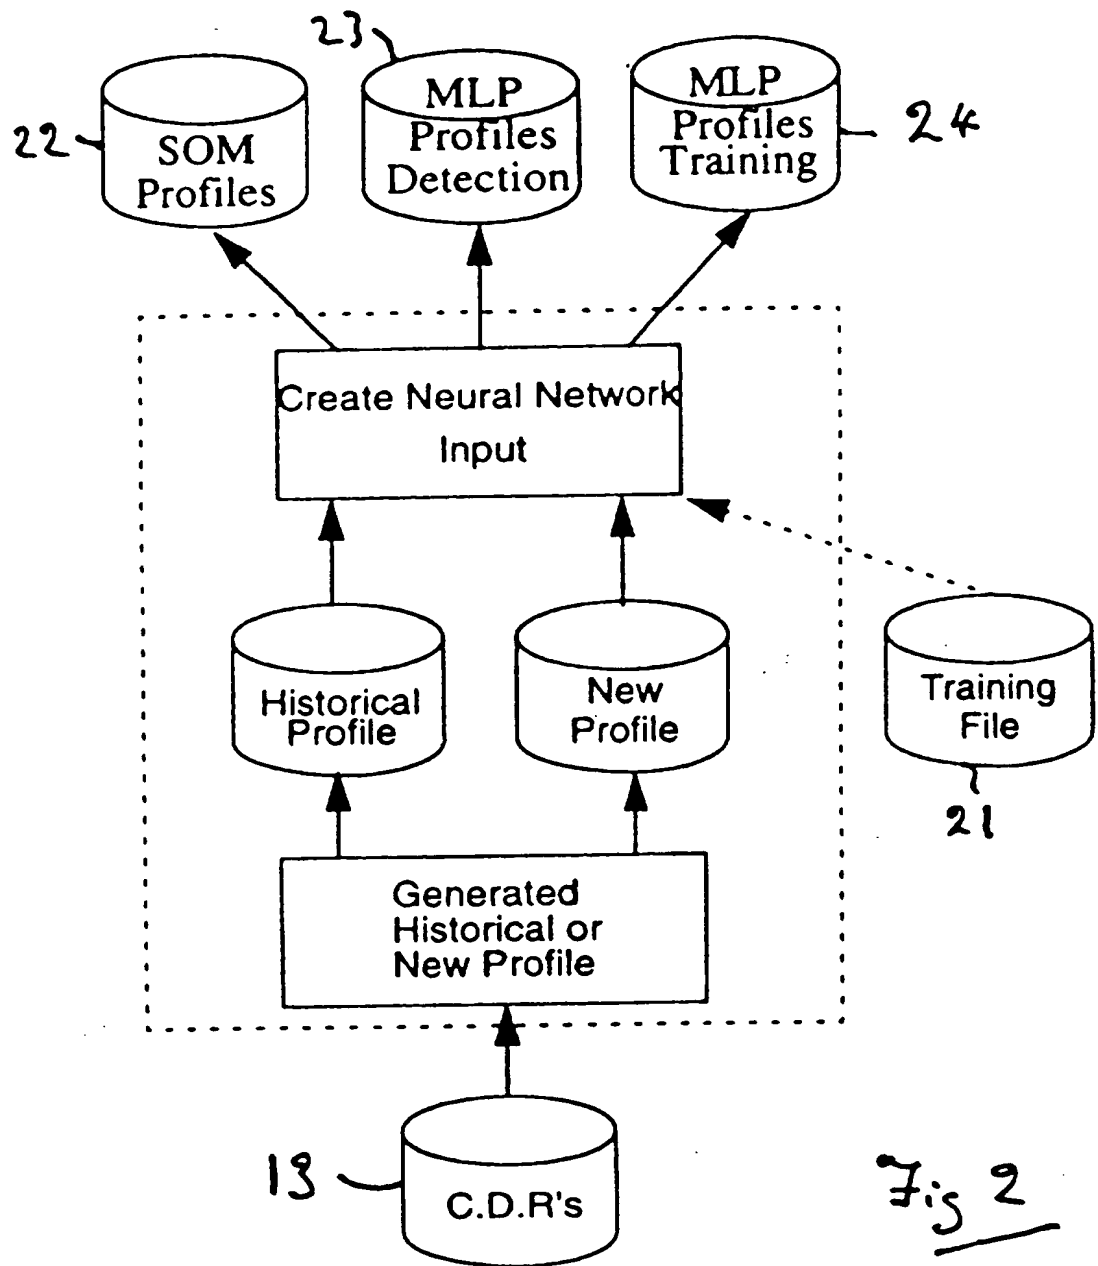 23
22
SOM
Profiles
MLP
Profiles
Detection
MLP
Profiles
Training
24
Create Neural Network
Input
Historical
Profile
New
Profile
Training
File
21
Generated
Historical or
New Profile
13
C.D.R's
Fig 2